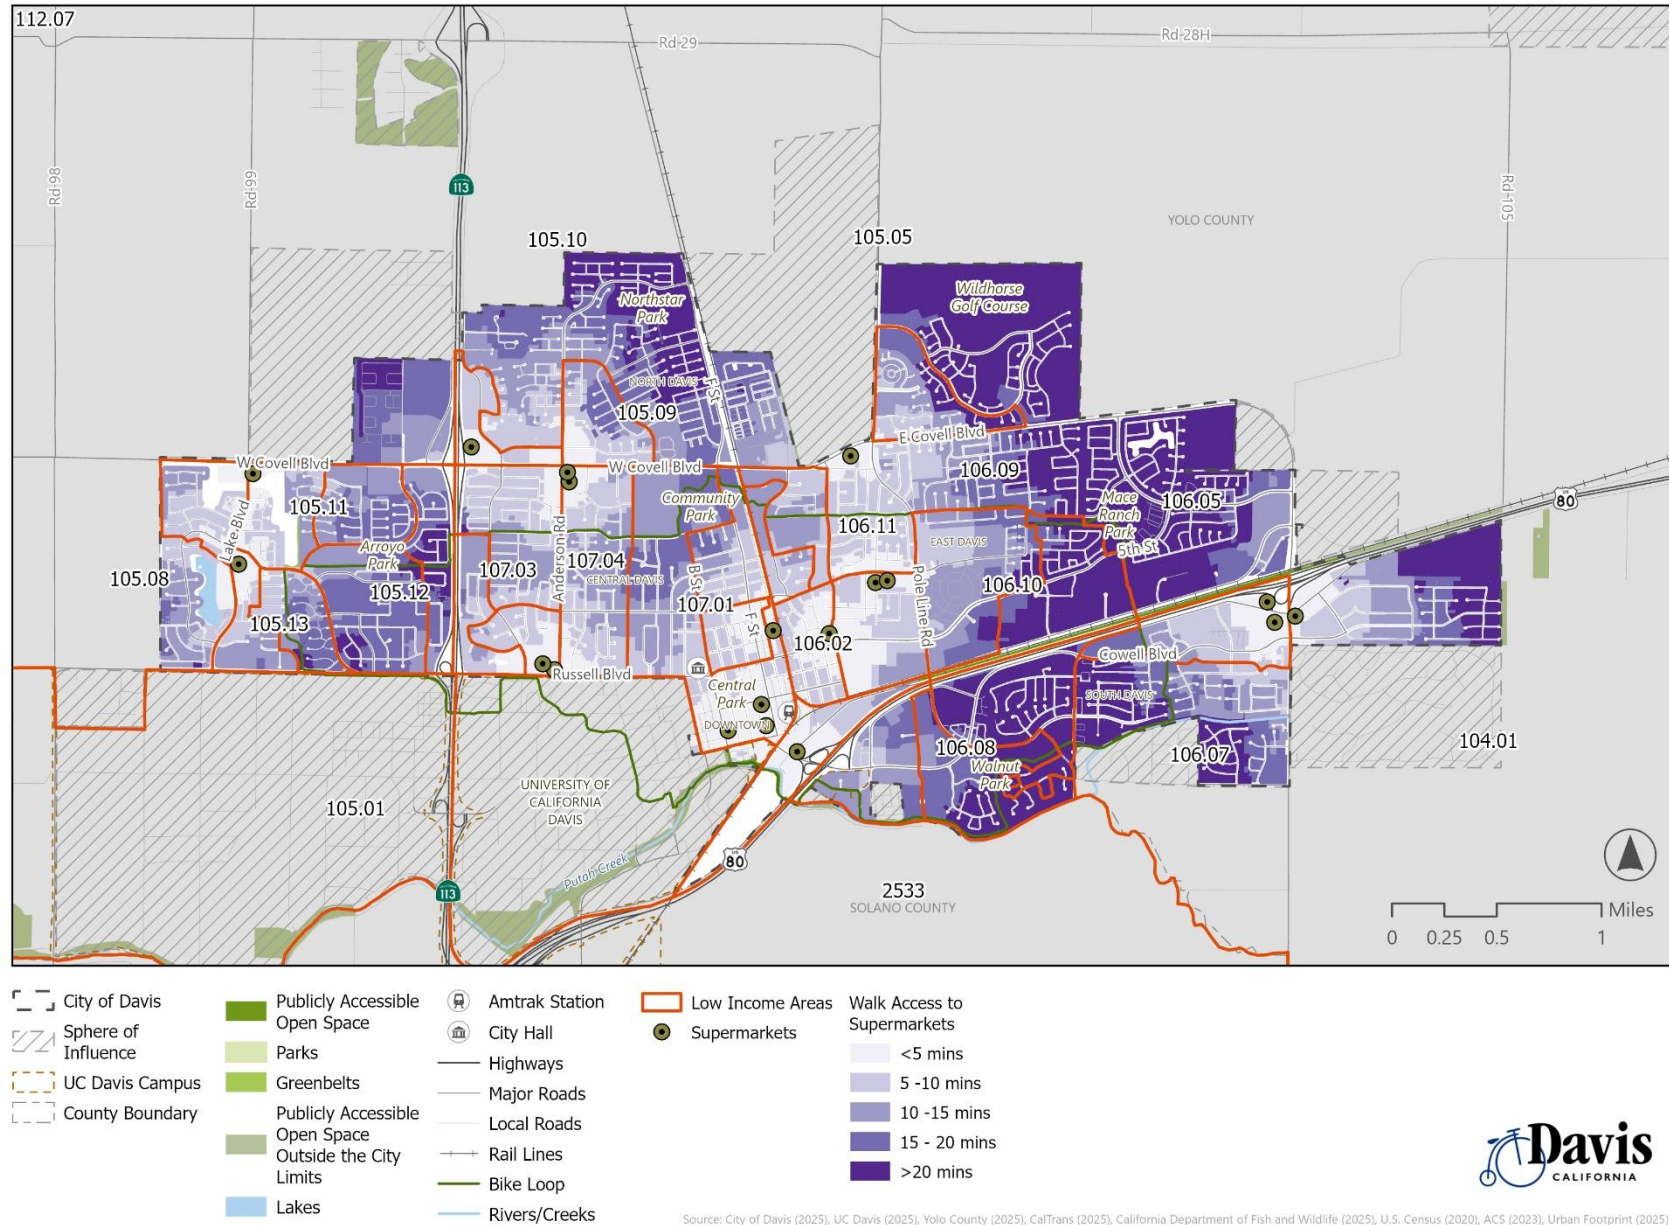 112.07
Rd 29
Rd 28H
Rd 98
Rd 99
113
Rd 105
YOLO COUNTY
105.10
105.05
Wildhorse
Golf Course
Northstar
Park
NORTH DAVIS
F St
105.09
E Covell Blvd
W Covell Blvd
W Covell Blvd
106.09
80
Lake Blvd
105.11
Community
Park
Mace
Ranch
Park
106.05
Anderson Rd
106.11
Arroyo
Park
EAST DAVIS
5th St
105.08
107.03
107.04
CENTRAL DAVIS
B St
105.12
106.10
Pole Line Rd
107.01
105.13
F St
106.02
Russell Blvd
Cowell Blvd
Central
Park
SOUTH DAVIS
DOWNTOWN
106.08
106.07
104.01
Walnut
Park
UNIVERSITY OF
CALIFORNIA
DAVIS
105.01
US
80
Putah Creek
113
2533
SOLANO COUNTY
Miles
0 0.25 0.5 1
City of Davis
Sphere of
Influence
UC Davis Campus
County Boundary
Publicly Accessible
Open Space
Parks
Greenbelts
Publicly Accessible
Open Space
Outside the City
Limits
Lakes
Amtrak Station
City Hall
Highways
Major Roads
Local Roads
Rail Lines
Bike Loop
Rivers/Creeks
Low Income Areas
Supermarkets
Walk Access to
Supermarkets
<5 mins
5 -10 mins
10 -15 mins
15 - 20 mins
>20 mins
Davis
CALIFORNIA
Source: City of Davis (2025), UC Davis (2025), Yolo County (2025), CalTrans (2025), California Department of Fish and Wildlife (2025), U.S. Census (2020), ACS (2023), Urban Footprint (2025)